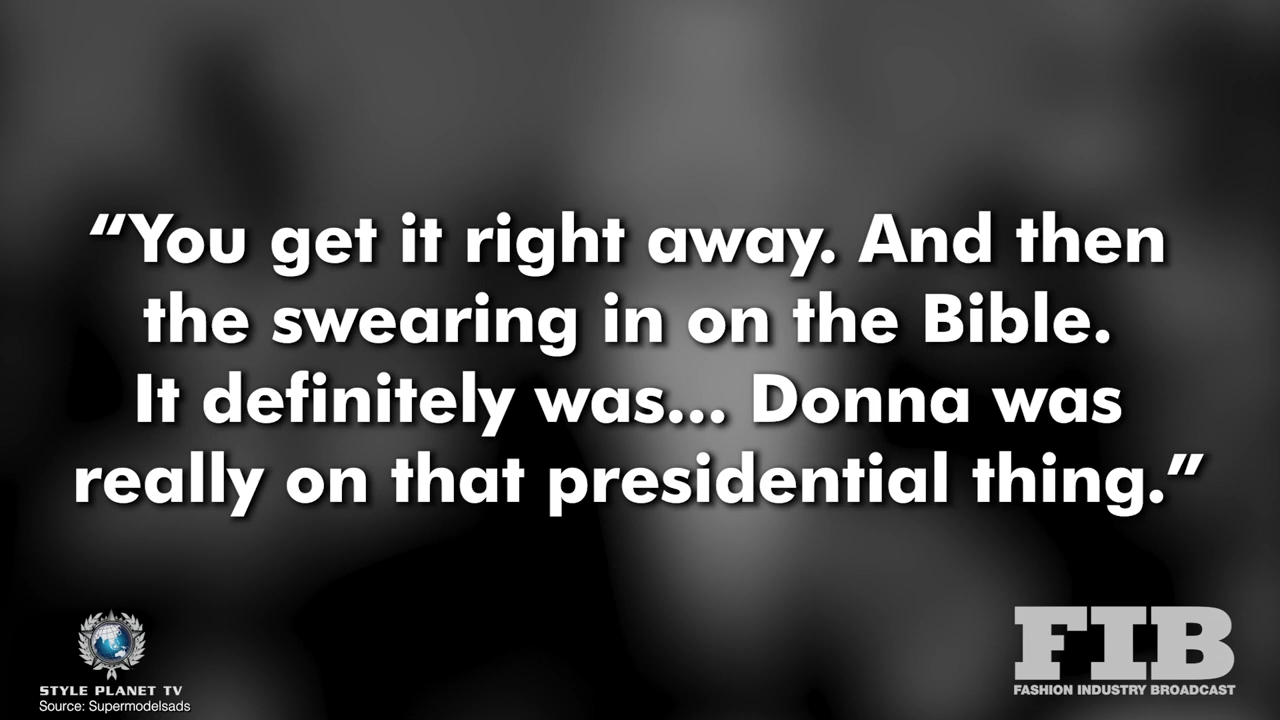 “You get it right away. And then
the swearing in on the Bible.
It definitely was... Donna was
really on that presidential thing.”
STYLE PLANET TV
Source: Supermodelsads
FIB
FASHION INDUSTRY BROADCAST